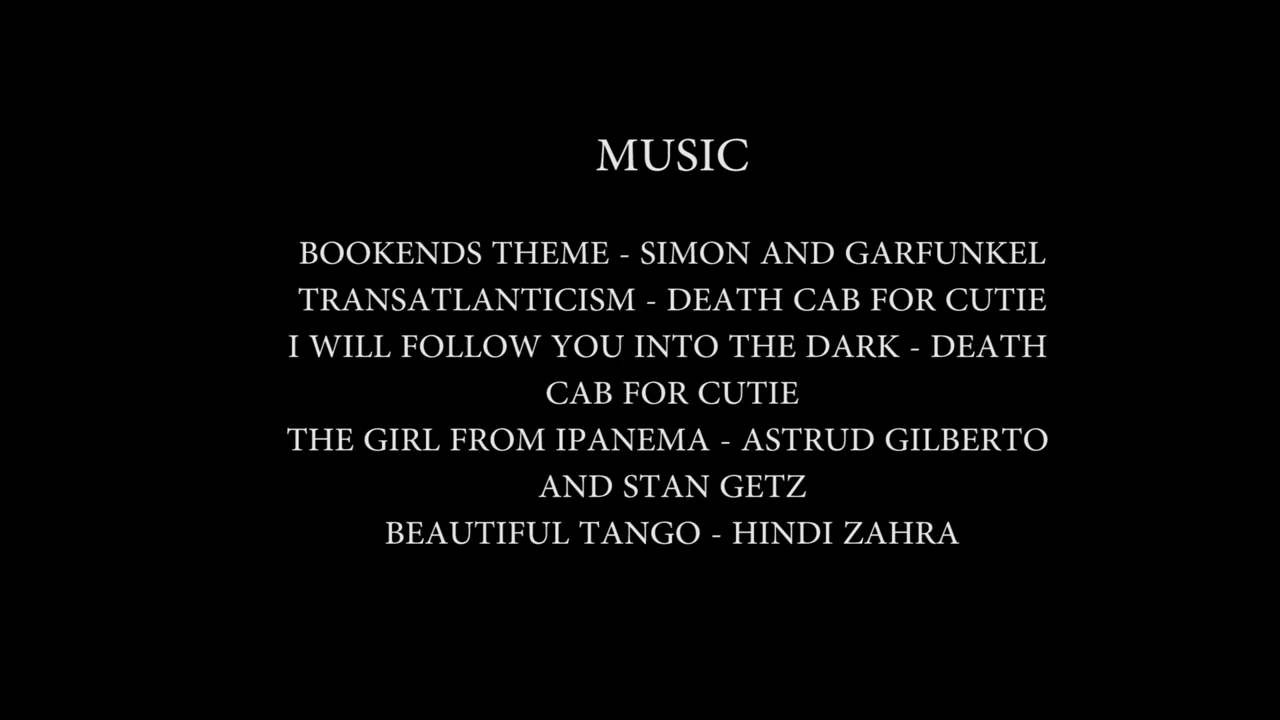 MUSIC
BOOKENDS THEME - SIMON AND GARFUNKEL
TRANSATLANTICISM - DEATH CAB FOR CUTIE
I WILL FOLLOW YOU INTO THE DARK - DEATH
CAB FOR CUTIE
THE GIRL FROM IPANEMA - ASTRUD GILBERTO
AND STAN GETZ
BEAUTIFUL TANGO - HINDI ZAHRA